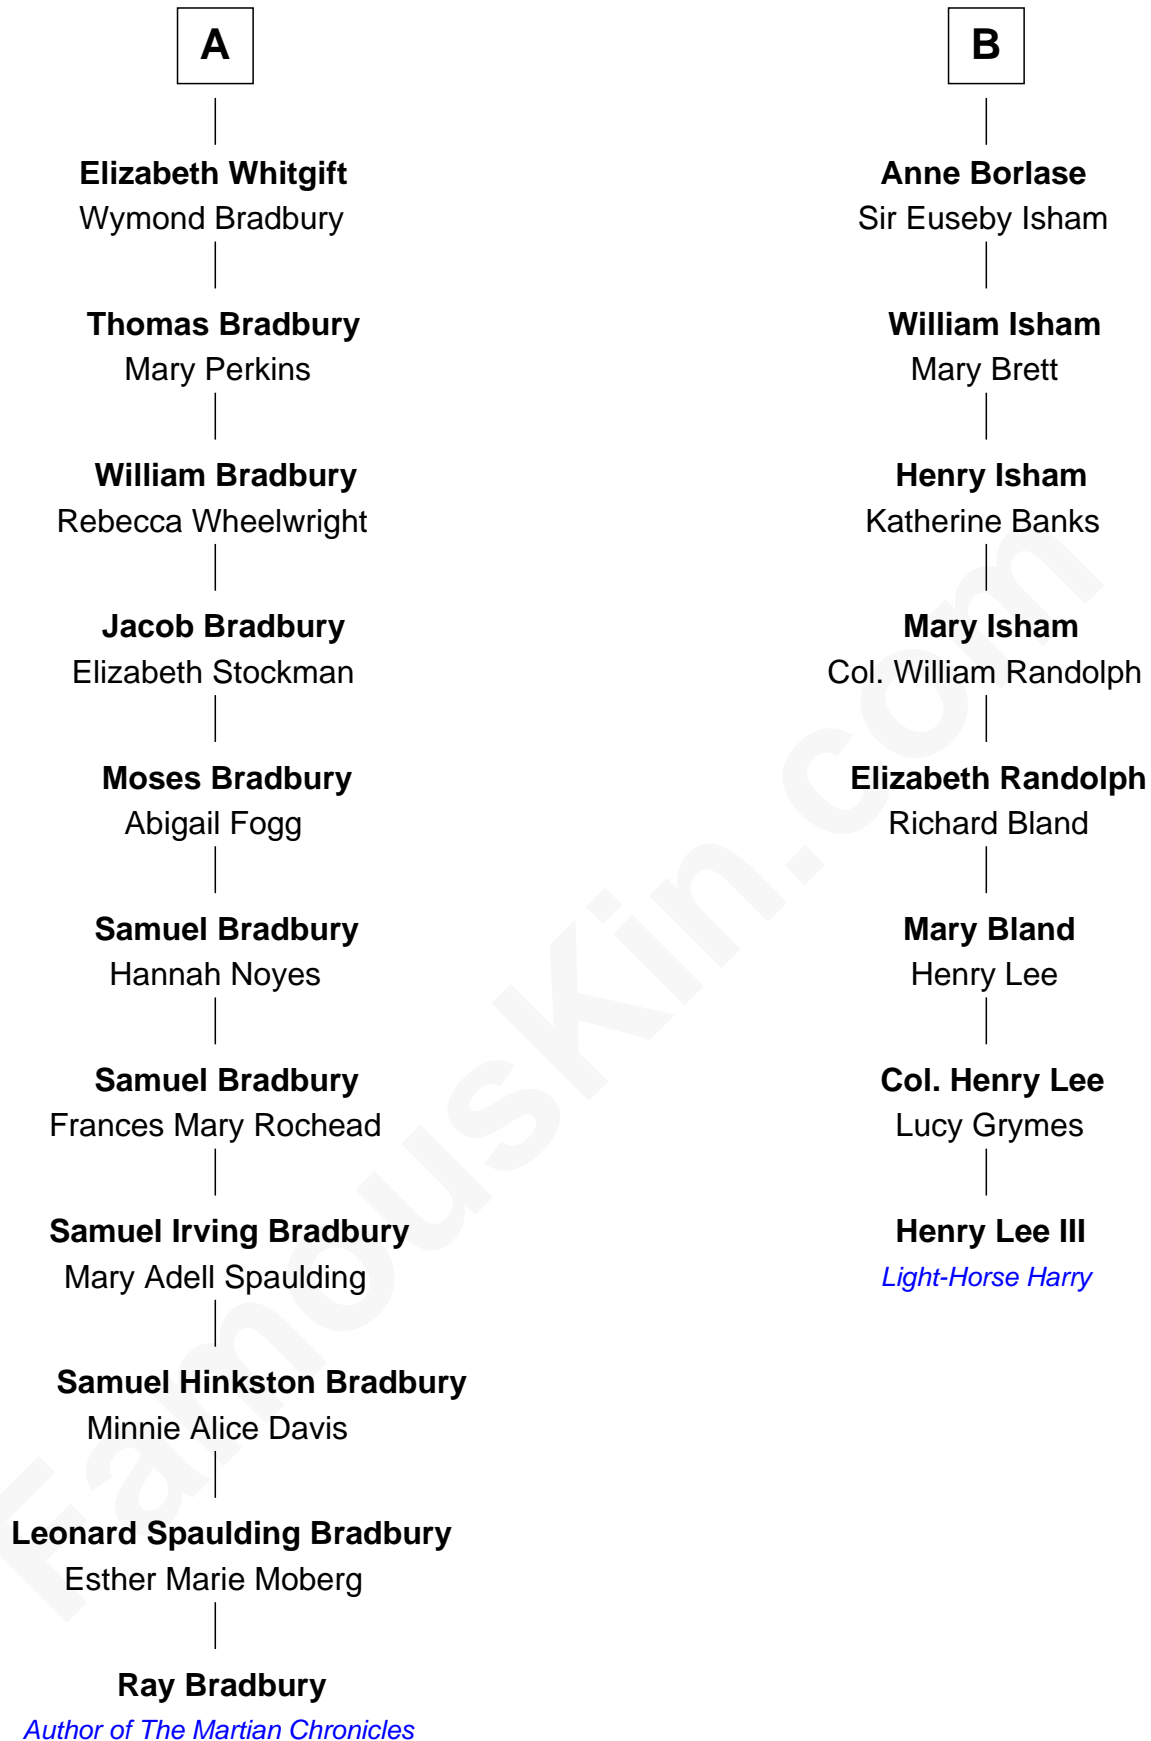 A
Elizabeth Whitgift
Wymond Bradbury
Thomas Bradbury
Mary Perkins
William Bradbury
Rebecca Wheelwright
Jacob Bradbury
Elizabeth Stockman
Moses Bradbury
Abigail Fogg
Samuel Bradbury
Hannah Noyes
Samuel Bradbury
Frances Mary Rochead
Samuel Irving Bradbury
Mary Adell Spaulding
Samuel Hinkston Bradbury
Minnie Alice Davis
Leonard Spaulding Bradbury
Esther Marie Moberg
Ray Bradbury
Author of The Martian Chronicles
B
Anne Borlase
Sir Euseby Isham
William Isham
Mary Brett
Henry Isham
Katherine Banks
Mary Isham
Col. William Randolph
Elizabeth Randolph
Richard Bland
Mary Bland
Henry Lee
Col. Henry Lee
Lucy Grymes
Henry Lee III
Light-Horse Harry
FamousKin.com